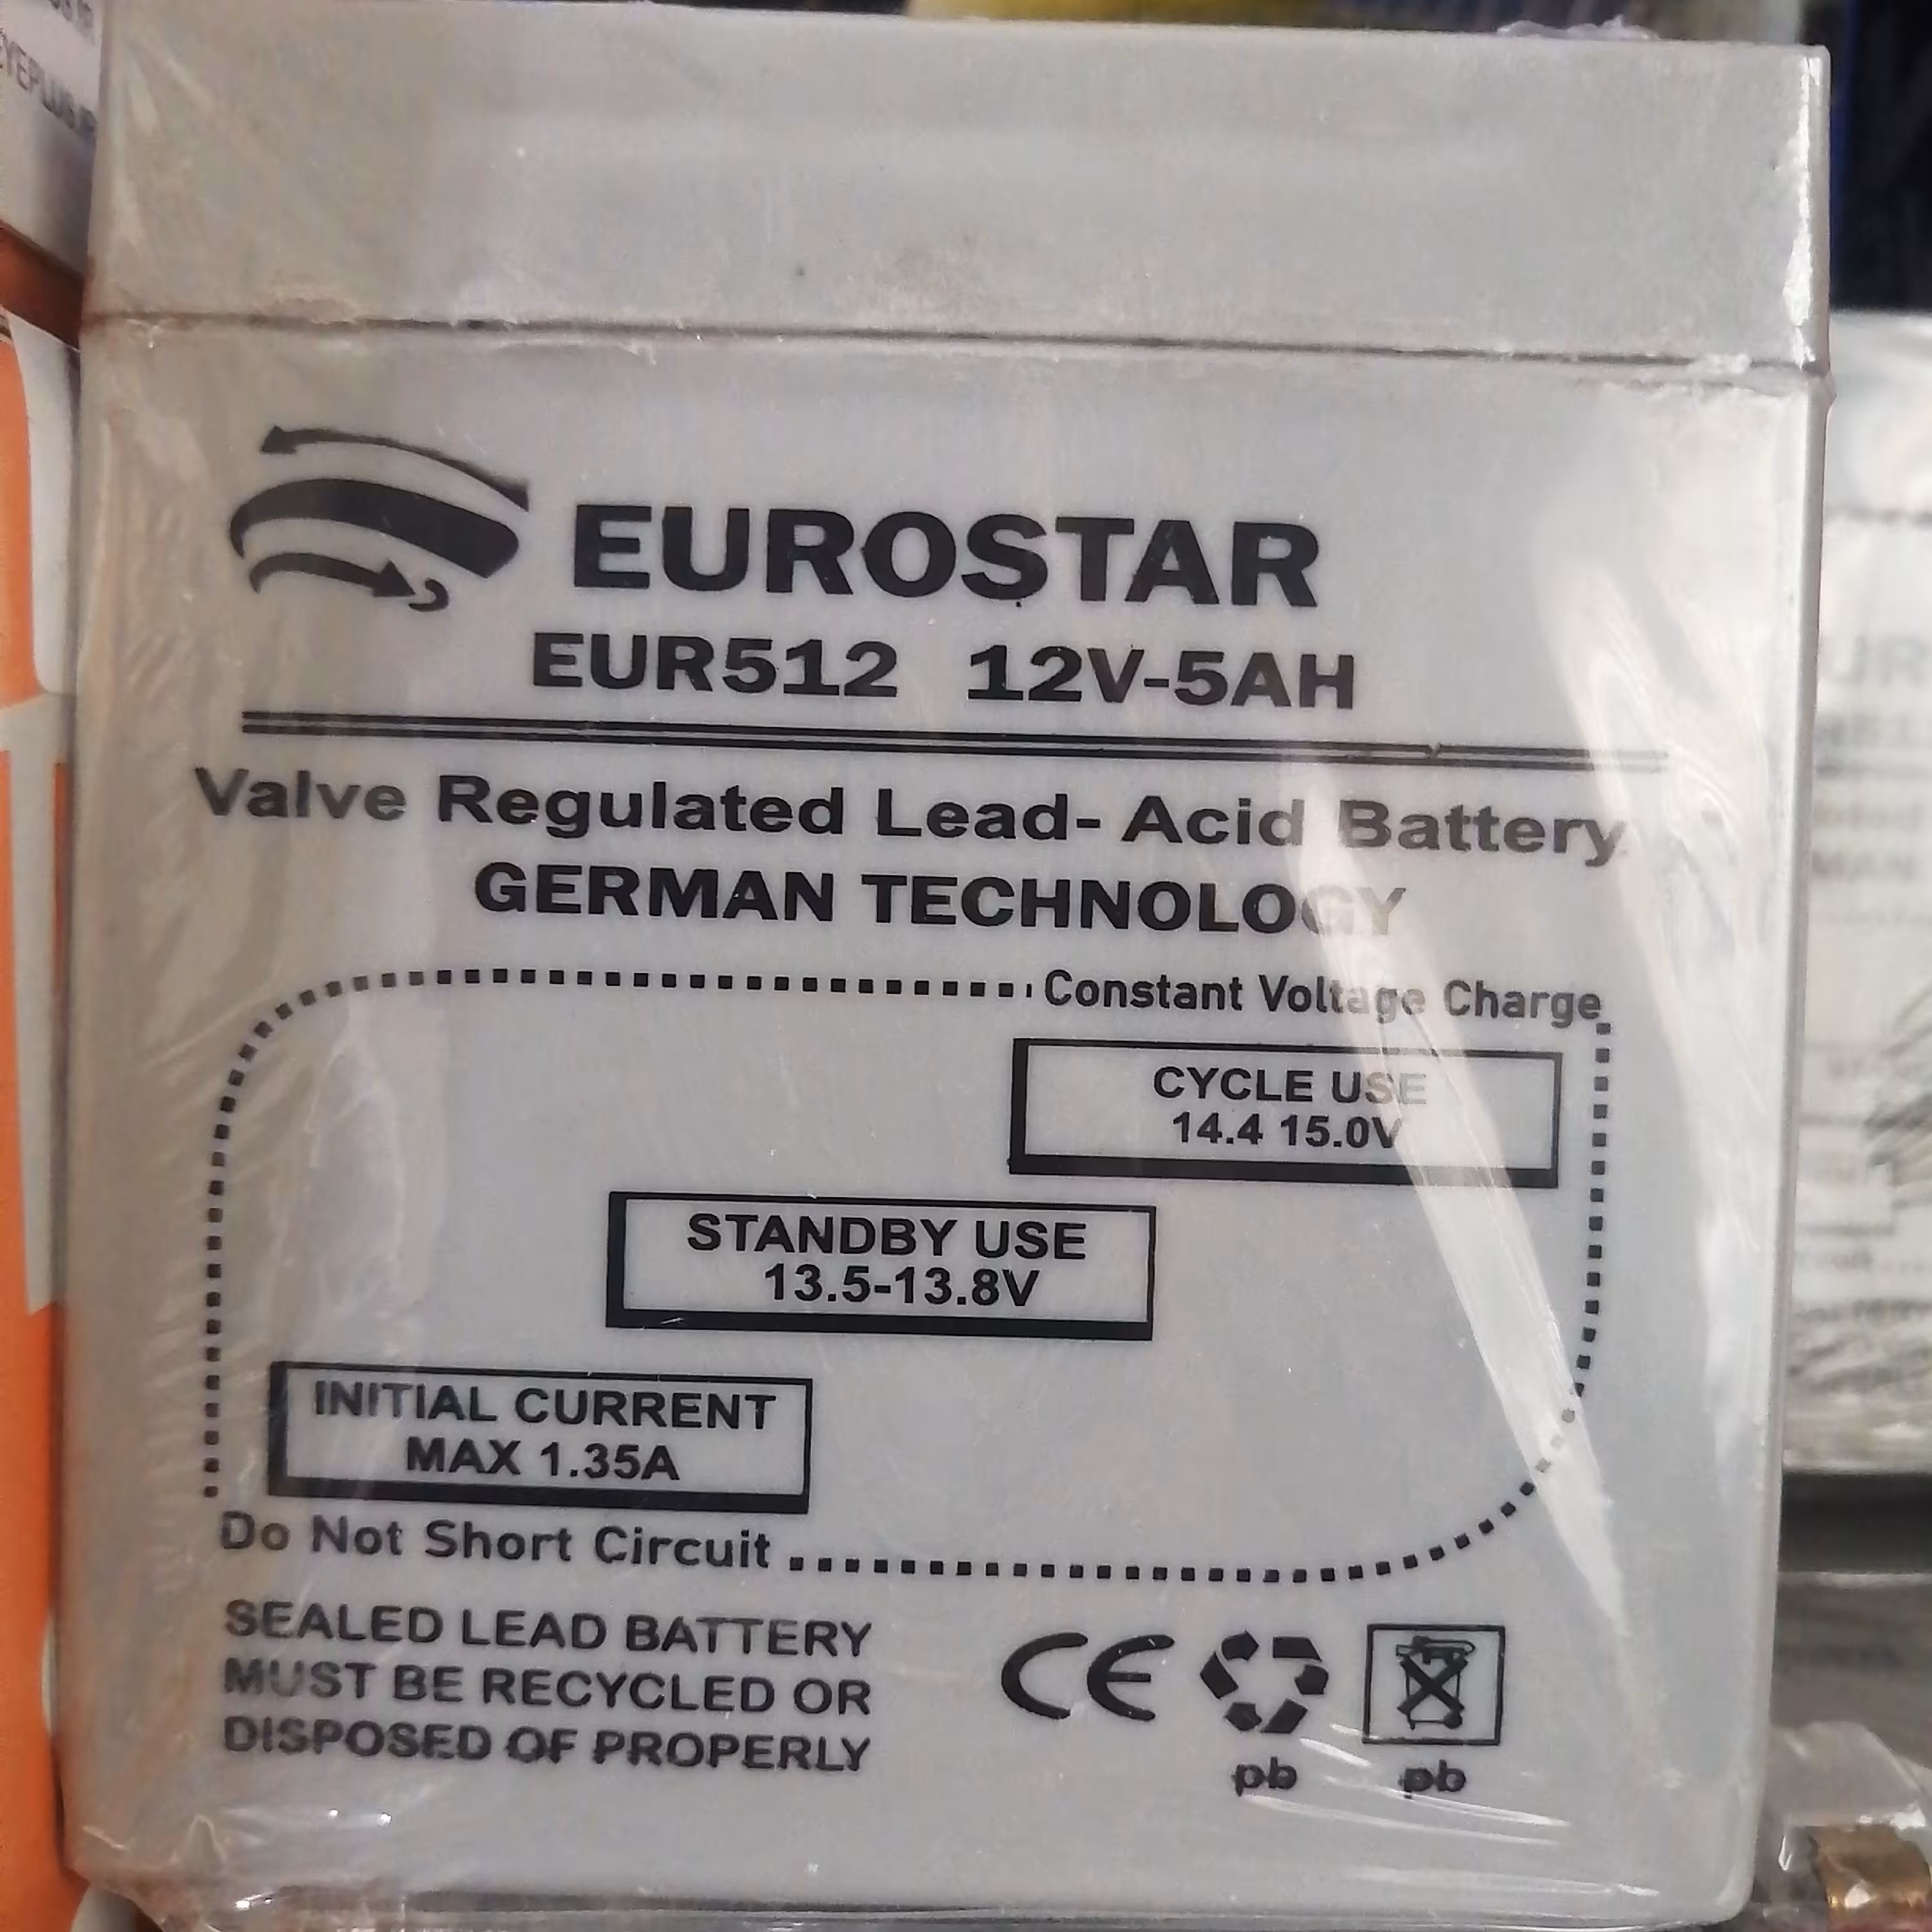 EUROSTAR
EUR512 12V-5AH
Valve Regulated Lead- Acid Battery
GERMAN TECHNOLOGY
Constant Voltage Charge
CYCLE USE
14.4 15.0V
STANDBY USE
13.5-13.8V
INITIAL CURRENT
MAX 1.35A
Do Not Short Circuit
SEALED LEAD BATTERY
MUST BE RECYCLED OR
DISPOSED OF PROPERLY
CE
pb pb